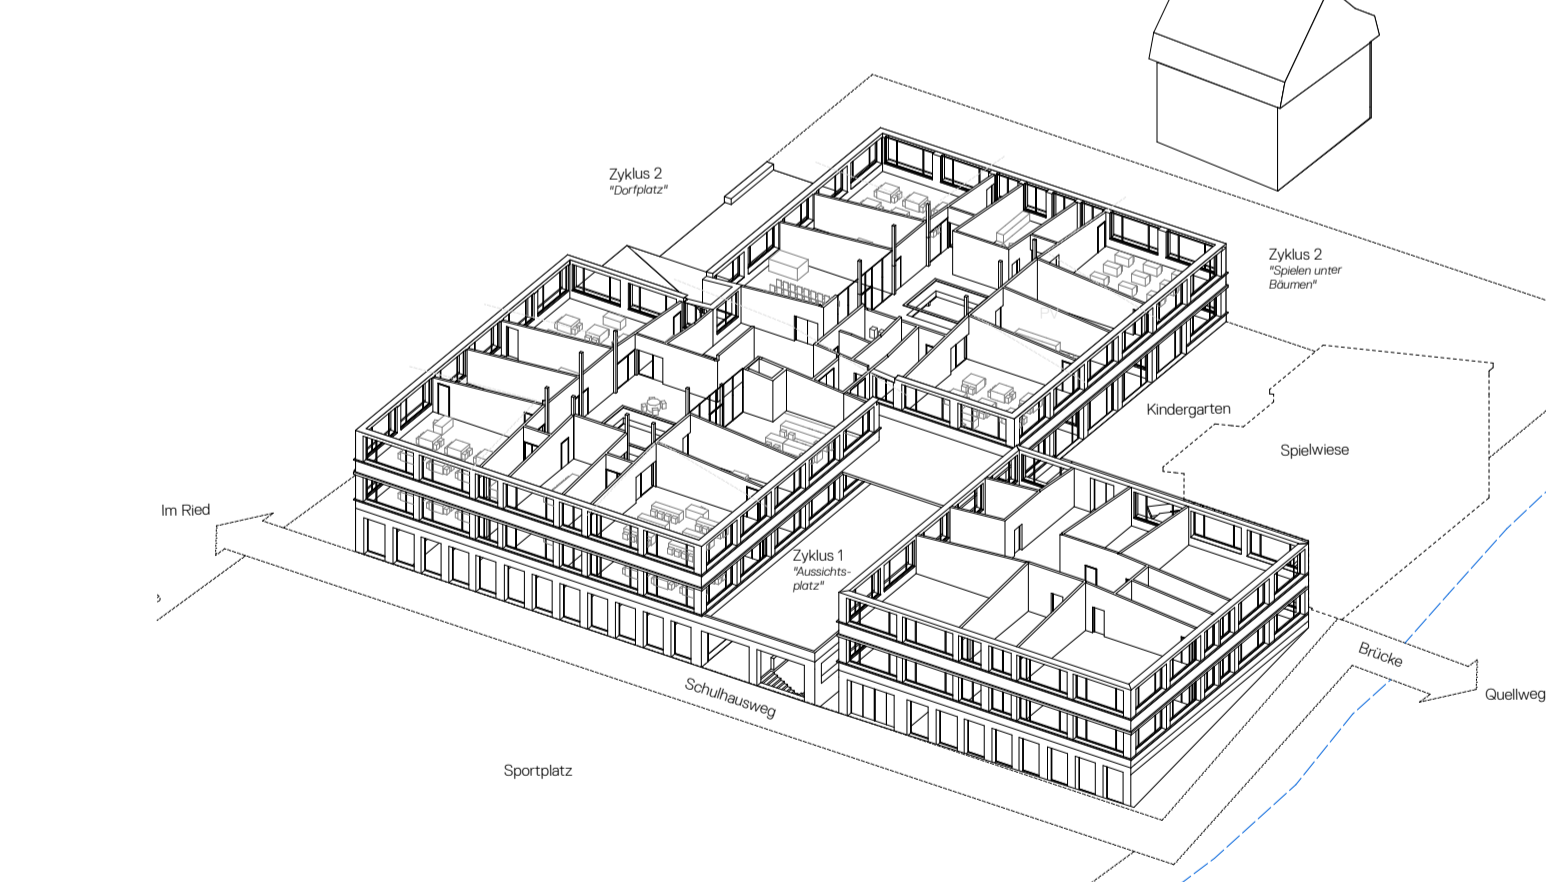 Zyklus 2
"Dorfplatz"
Zyklus 2
"Spielen unter
Bäumen"
Kindergarten
Spielwiese
Im Ried
Zyklus 1
"Aussichts-
platz"
Brücke
Quellweg
Schulhausweg
Sportplatz